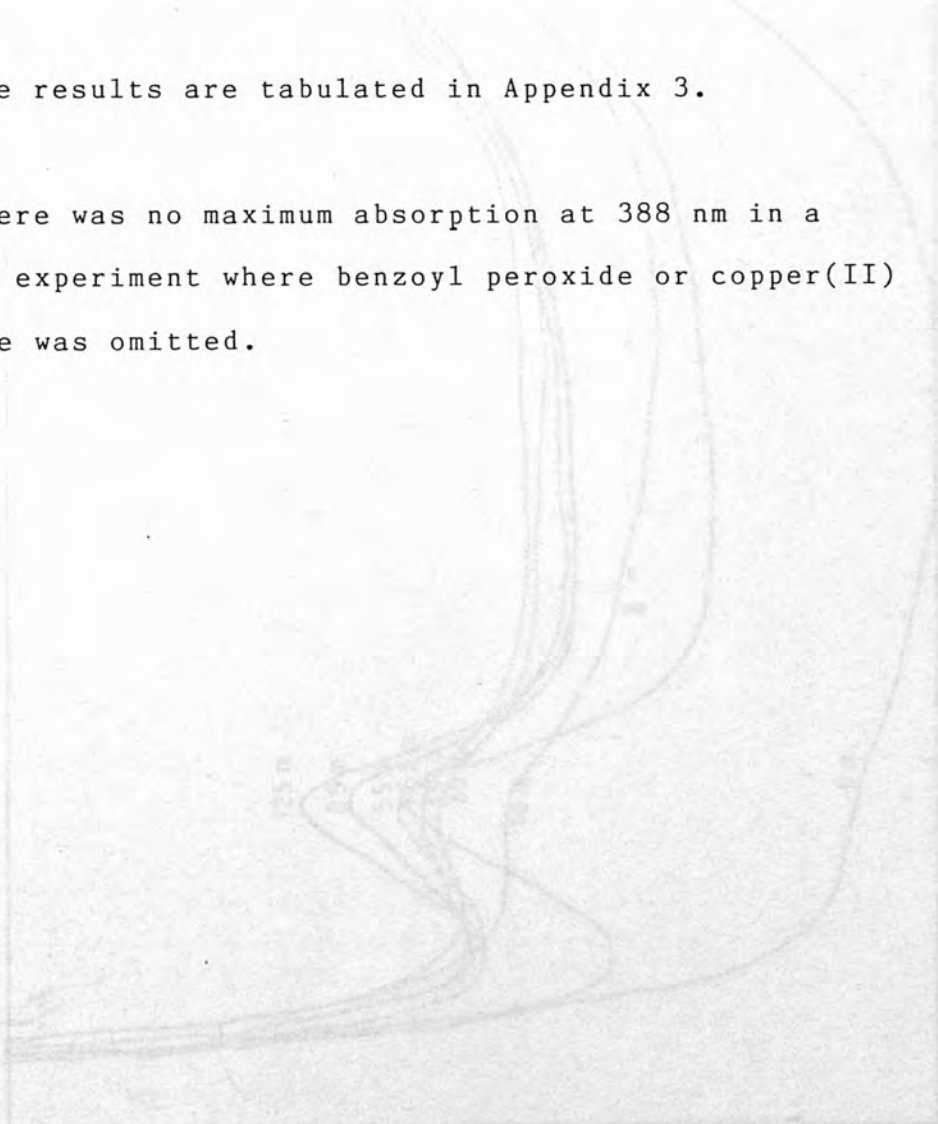 e results are tabulated in Appendix 3.
ere was no maximum absorption at 388 nm in a
experiment where benzoyl peroxide or copper(II)
e was omitted.